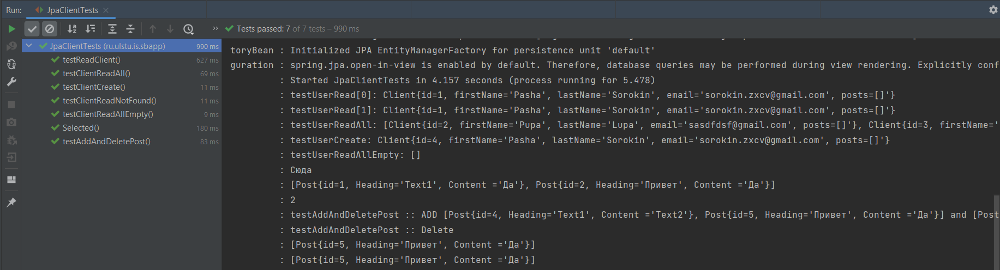 Run: JpaClientTests
Tests passed: 7 of 7 tests – 990 ms
JpaClientTests (ru.ulstu.is.sbapp) 990 ms
testReadClient() 627 ms
testClientReadAll() 69 ms
testClientCreate() 11 ms
testClientReadNotFound() 11 ms
testClientReadAllEmpty() 9 ms
Selected() 180 ms
testAddAndDeletePost() 83 ms
toryBean : Initialized JPA EntityManagerFactory for persistence unit 'default'
guration : spring.jpa.open-in-view is enabled by default. Therefore, database queries may be performed during view rendering. Explicitly conf
: Started JpaClientTests in 4.157 seconds (process running for 5.478)
: testUserRead[0]: Client{id=1, firstName='Pasha', lastName='Sorokin', email='sorokin.zxcv@gmail.com', posts=[]'}
: testUserRead[1]: Client{id=1, firstName='Pasha', lastName='Sorokin', email='sorokin.zxcv@gmail.com', posts=[]'}
: testUserReadAll: [Client{id=2, firstName='Pupa', lastName='Lupa', email='sasdfdsf@gmail.com', posts=[]'}, Client{id=3, firstName='
: testUserCreate: Client{id=4, firstName='Pasha', lastName='Sorokin', email='sorokin.zxcv@gmail.com', posts=[]'}
: testUserReadAllEmpty: []
: Сюда
: [Post{id=1, Heading='Text1', Content ='Да'}, Post{id=2, Heading='Привет', Content ='Да'}]
: 2
: testAddAndDeletePost :: ADD [Post{id=4, Heading='Text1', Content ='Text2'}, Post{id=5, Heading='Привет', Content ='Да'}] and [Post
: testAddAndDeletePost :: Delete
: [Post{id=5, Heading='Привет', Content ='Да'}]
: [Post{id=5, Heading='Привет', Content ='Да'}]